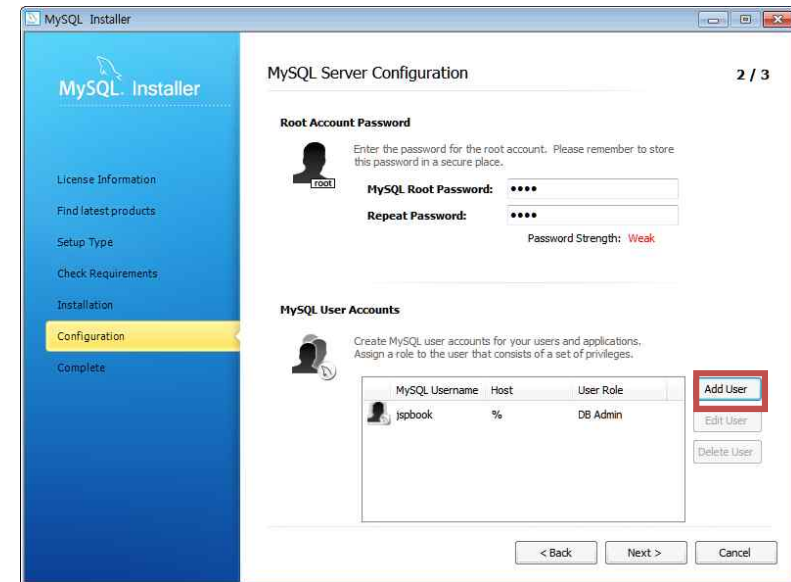 MySQL Installer
MySQL. Installer
License Information
Find latest products
Setup Type
Check Requirements
Installation
Configuration
Complete
MySQL Server Configuration
2 / 3
Root Account Password
Enter the password for the root account. Please remember to store
this password in a secure place.
root
MySQL Root Password: ••••
Repeat Password: ••••
Password Strength: Weak
MySQL User Accounts
Create MySQL user accounts for your users and applications.
Assign a role to the user that consists of a set of privileges.
MySQL Username Host User Role
jspbook % DB Admin
Add User
Edit User
Delete User
< Back Next > Cancel